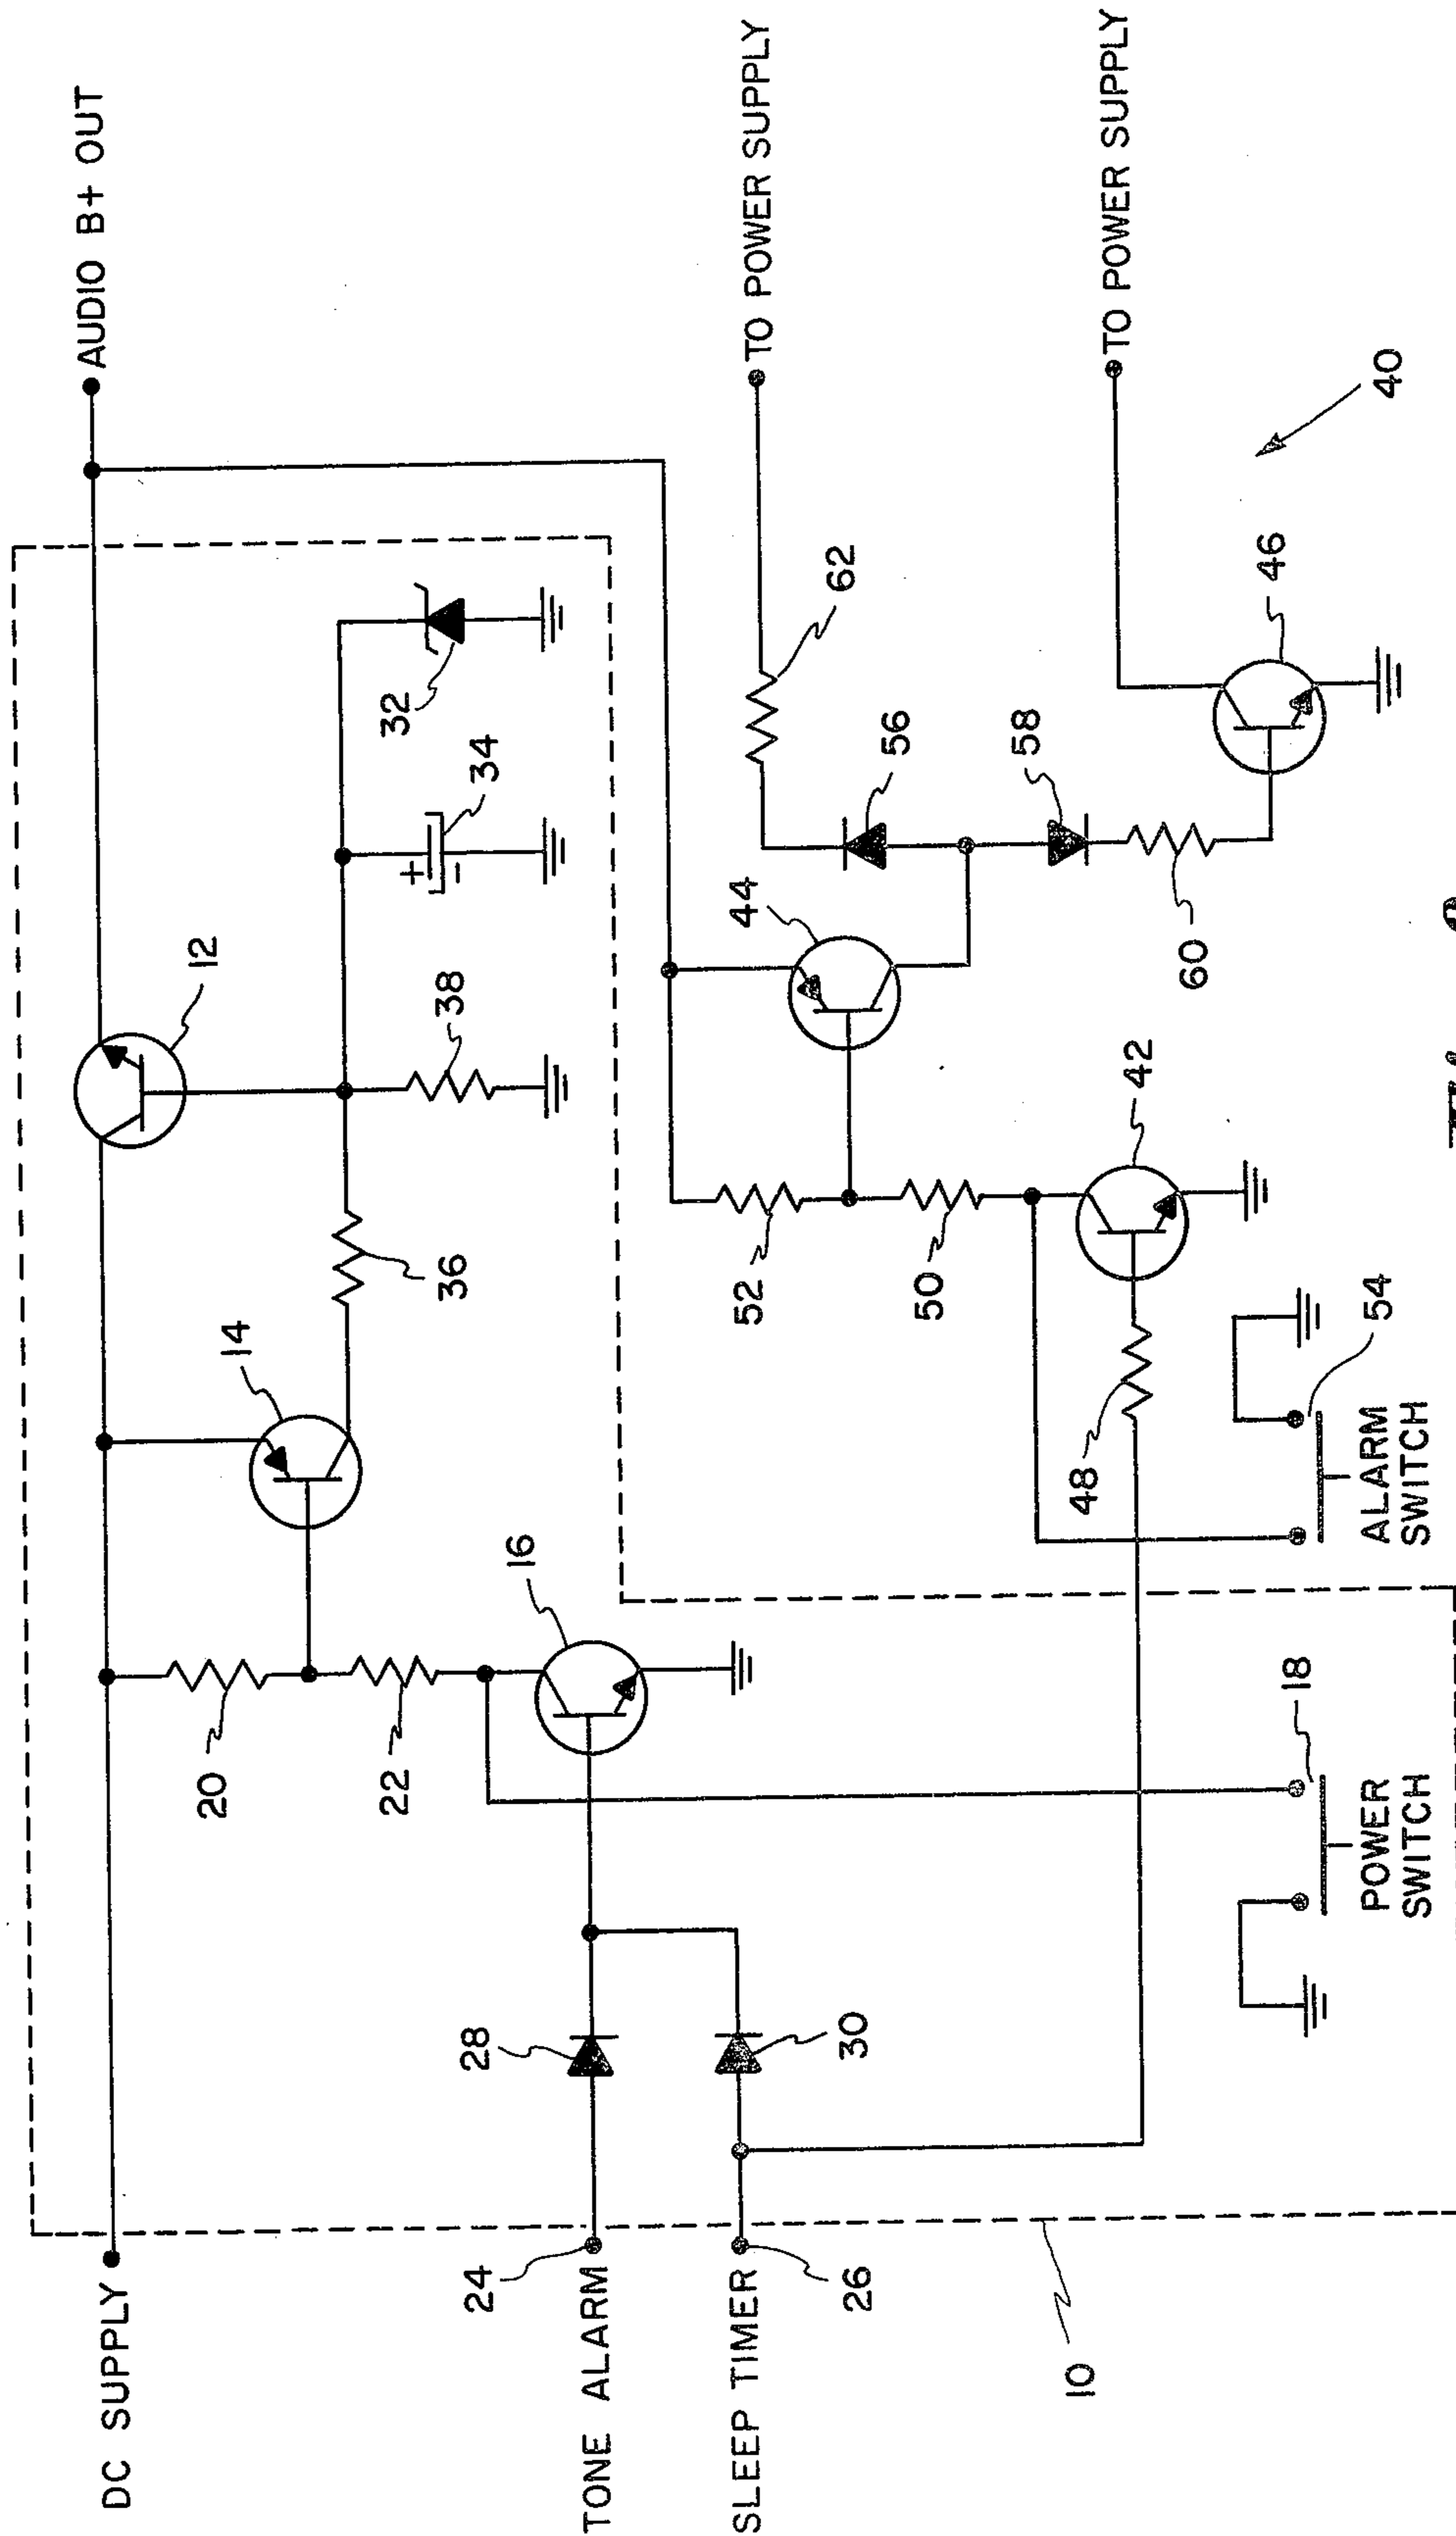 DC SUPPLY
AUDIO B+ OUT
12
14
16
20
22
36
38
+
-
34
32
TONE ALARM
24
28
SLEEP TIMER
26
30
10
POWER
SWITCH
18
ALARM
SWITCH
54
48
42
50
52
44
56
58
60
62
46
TO POWER SUPPLY
TO POWER SUPPLY
40